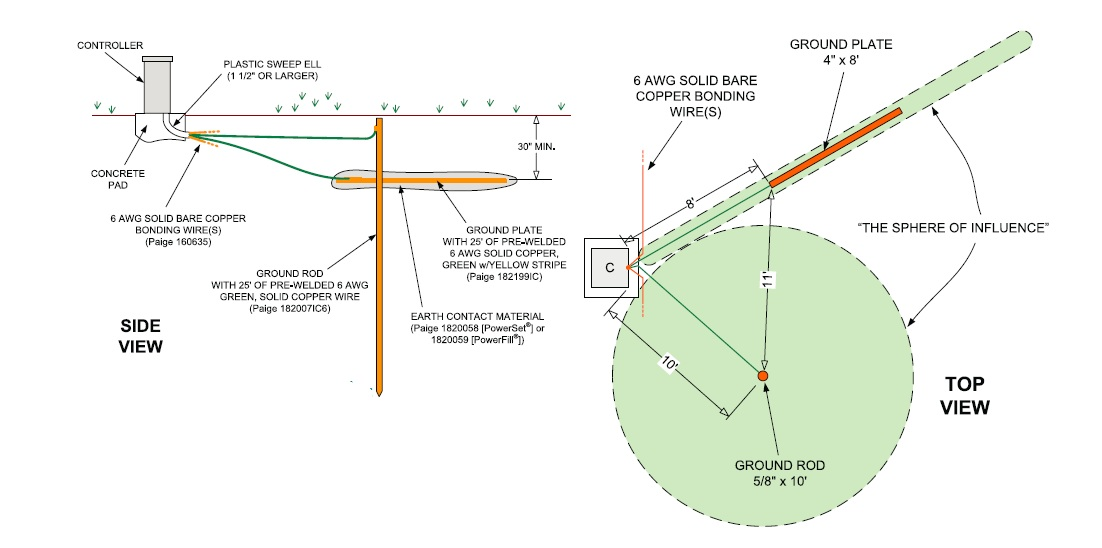 CONTROLLER
PLASTIC SWEEP ELL
(1 1/2" OR LARGER)
30" MIN.
CONCRETE
PAD
6 AWG SOLID BARE COPPER
BONDING WIRE(S)
(Paige 160635)
GROUND PLATE
WITH 25' OF PRE-WELDED
6 AWG SOLID COPPER,
GREEN w/YELLOW STRIPE
(Paige 182199IC)
GROUND ROD
WITH 25' OF PRE-WELDED 6 AWG
GREEN, SOLID COPPER WIRE
(Paige 182007IC6)
EARTH CONTACT MATERIAL
(Paige 1820058 [PowerSet®] or
1820059 [PowerFill®])
SIDE
VIEW
GROUND PLATE
4" x 8'
6 AWG SOLID BARE
COPPER BONDING
WIRE(S)
8'
"THE SPHERE OF INFLUENCE"
C
11'
10'
TOP
VIEW
GROUND ROD
5/8" x 10'